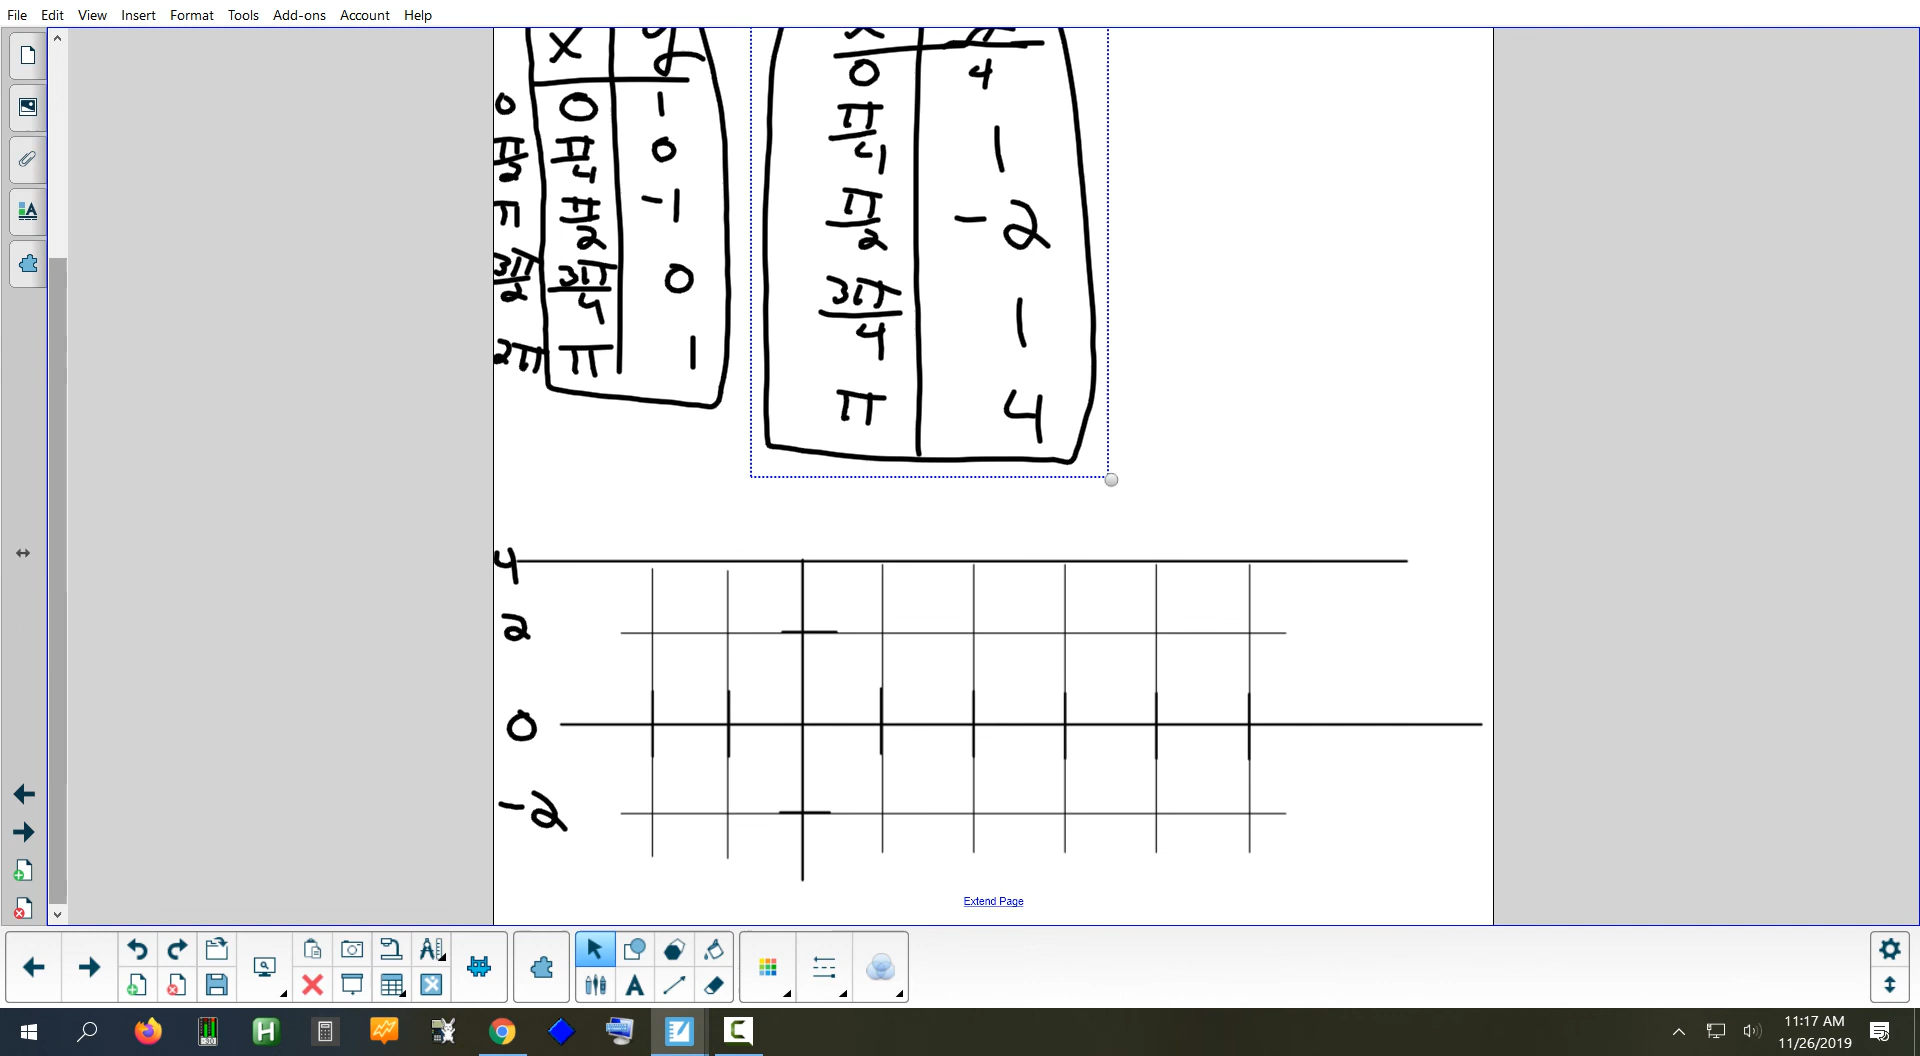 File Edit View Insert Format Tools Add-ons Account Help
x y
0 0 1
π/2 π/4 0
π π/2 -1
3π/2 3π/4 0
2π π 1
0 4
π/4 1
π/2 -2
3π/4 1
π 4
4
2
0
-2
Extend Page
11:17 AM
11/26/2019